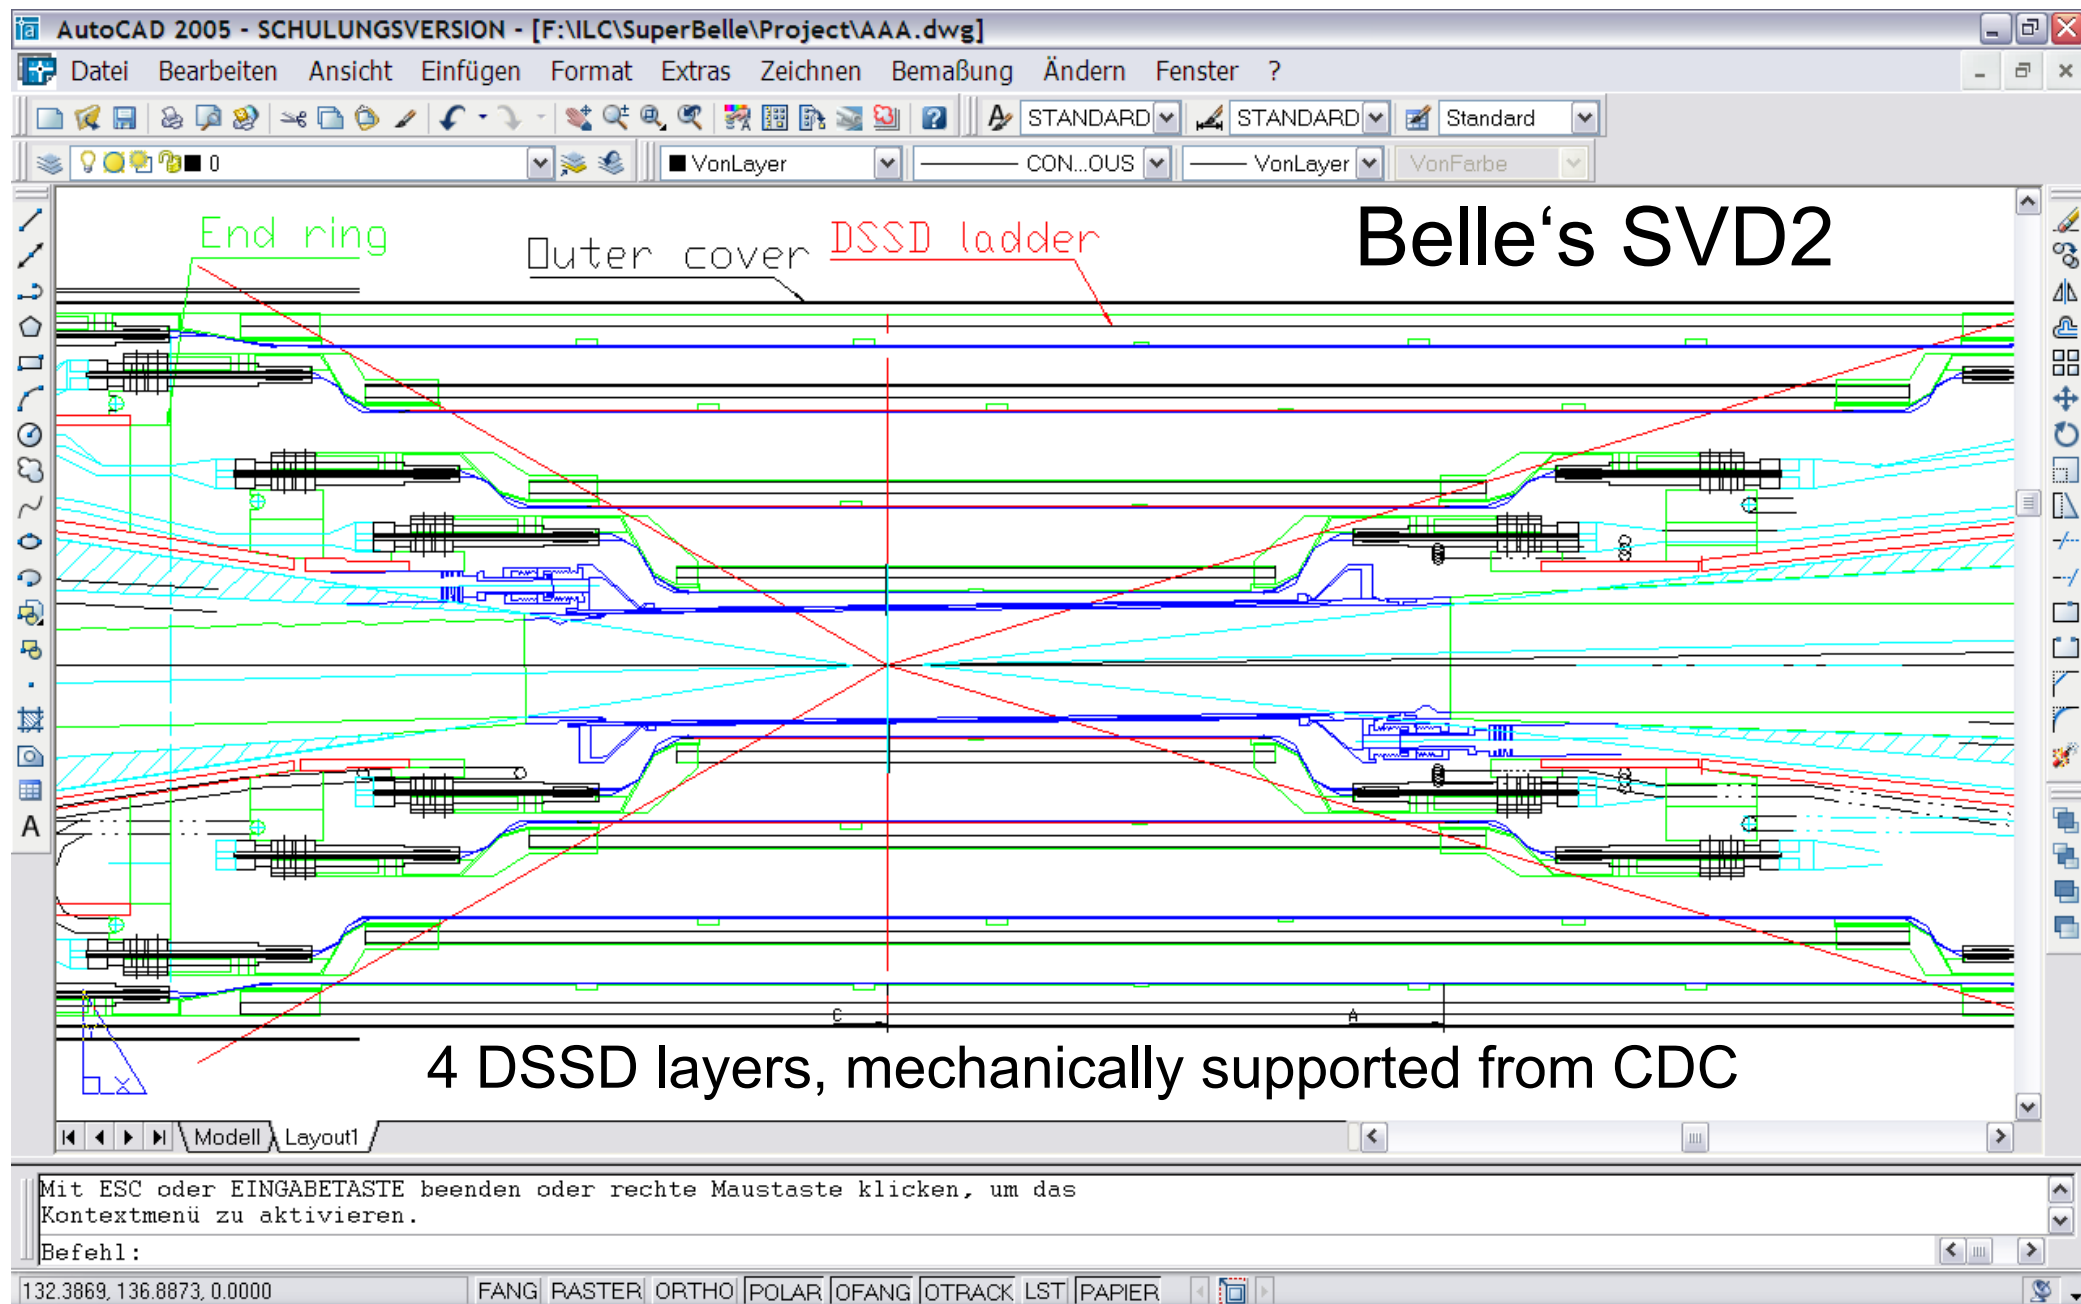 AutoCAD 2005 - SCHULUNGSVERSION - [F:\ILC\SuperBelle\Project\AAA.dwg]
Datei Bearbeiten Ansicht Einfügen Format Extras Zeichnen Bemaßung Ändern Fenster ?
STANDARD STANDARD Standard
0 VonLayer CON...OUS VonLayer VonFarbe
End ring
Outer cover
DSSD ladder
Belle‘s SVD2
C A
4 DSSD layers, mechanically supported from CDC
X
Modell Layout1
Mit ESC oder EINGABETASTE beenden oder rechte Maustaste klicken, um das
Kontextmenü zu aktivieren.
Befehl:
132.3869, 136.8873, 0.0000 FANG RASTER ORTHO POLAR OFANG OTRACK LST PAPIER